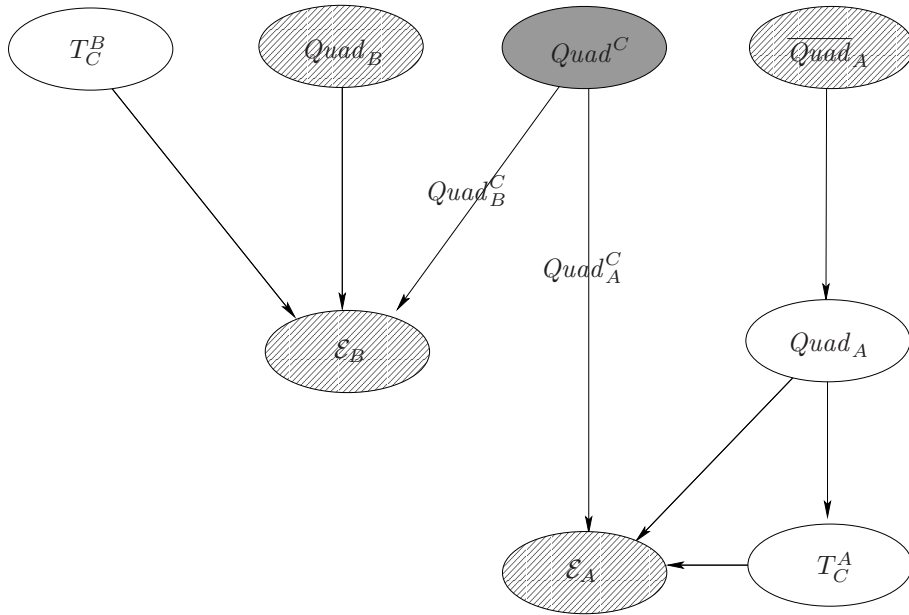 $T_C^B$
$Quad_B$
$Quad^C$
$\overline{Quad}_A$
$Quad_B^C$
$Quad_A^C$
$\mathcal{E}_B$
$Quad_A$
$\mathcal{E}_A$
$T_C^A$